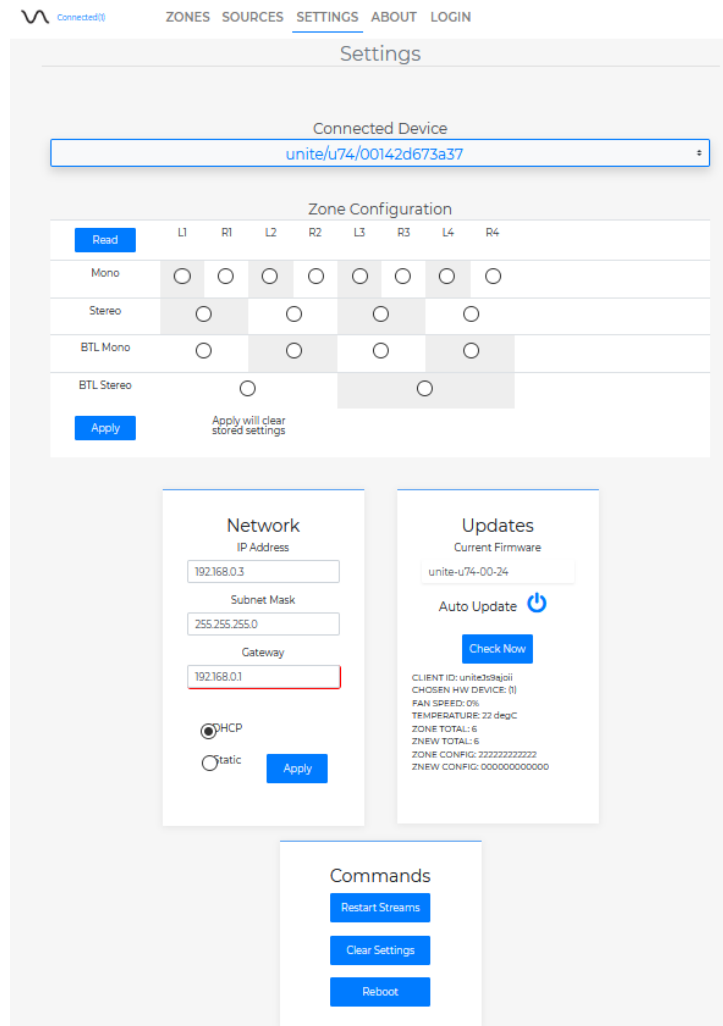 Connected(1) ZONES SOURCES SETTINGS ABOUT LOGIN
Settings
Connected Device
unite/u74/00142d673a37
Zone Configuration
Read L1 R1 L2 R2 L3 R3 L4 R4
Mono
Stereo
BTL Mono
BTL Stereo
Apply Apply will clear
stored settings
Network
IP Address
192.168.0.3
Subnet Mask
255.255.255.0
Gateway
192.168.0.1
DHCP
Static
Apply
Updates
Current Firmware
unite-u74-00-24
Auto Update
Check Now
CLIENT ID: uniteJs9ajoii
CHOSEN HW DEVICE: (1)
FAN SPEED: 0%
TEMPERATURE: 22 degC
ZONE TOTAL: 6
ZNEW TOTAL: 6
ZONE CONFIG: 222222222222
ZNEW CONFIG: 000000000000
Commands
Restart Streams
Clear Settings
Reboot